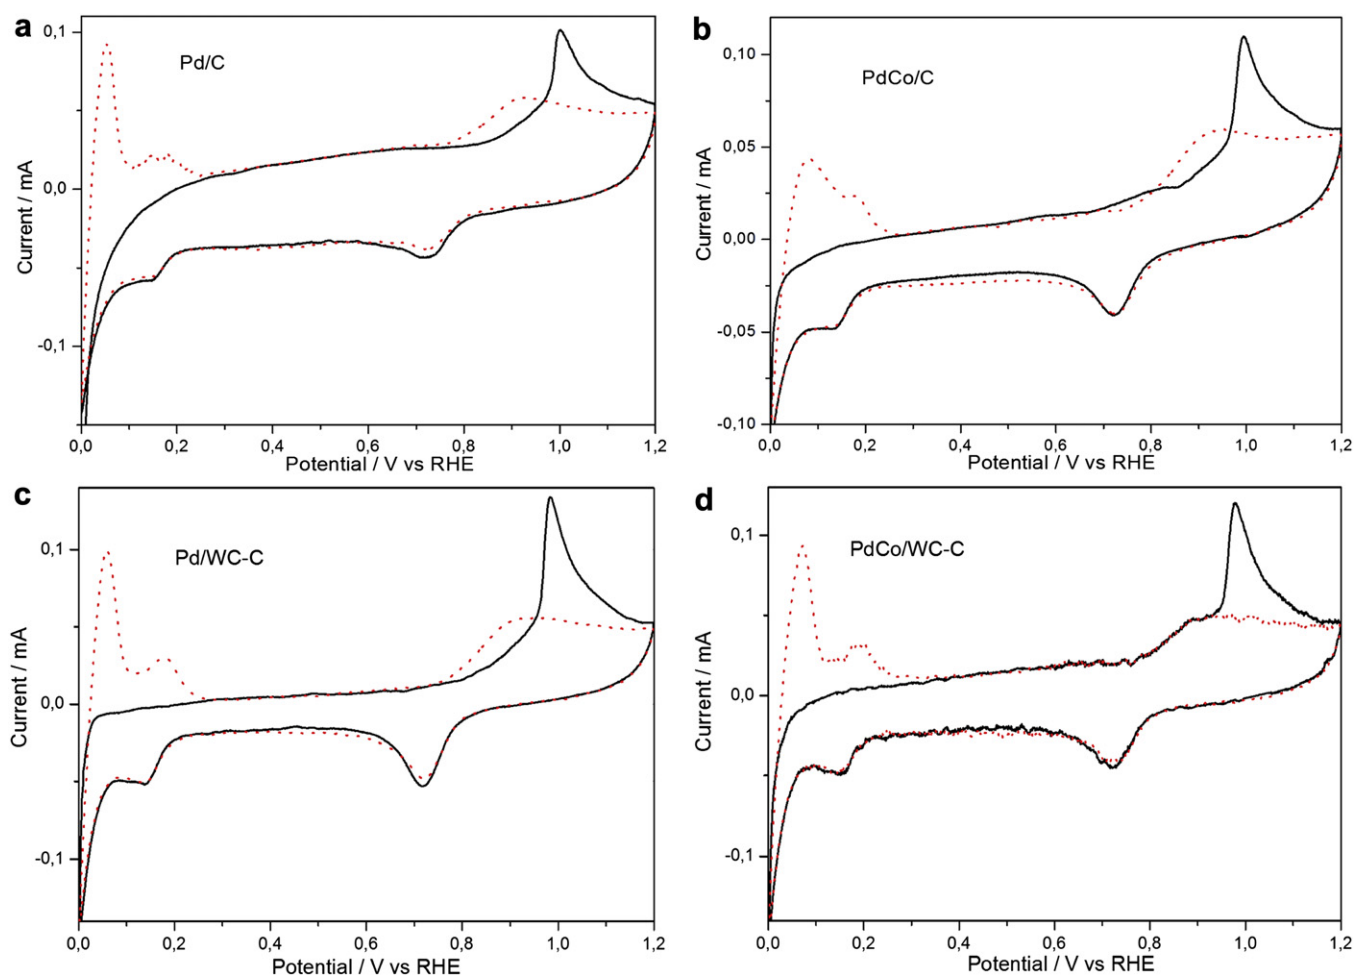 a
Pd/C
0,1
0,0
-0,1
Current / mA
0,0 0,2 0,4 0,6 0,8 1,0 1,2
Potential / V vs RHE
b
PdCo/C
0,10
0,05
0,00
-0,05
-0,10
Current / mA
0,0 0,2 0,4 0,6 0,8 1,0 1,2
Potential / V vs RHE
c
Pd/WC-C
0,1
0,0
-0,1
Current / mA
0,0 0,2 0,4 0,6 0,8 1,0 1,2
Potential / V vs RHE
d
PdCo/WC-C
0,1
0,0
-0,1
Current / mA
0,0 0,2 0,4 0,6 0,8 1,0 1,2
Potential / V vs RHE